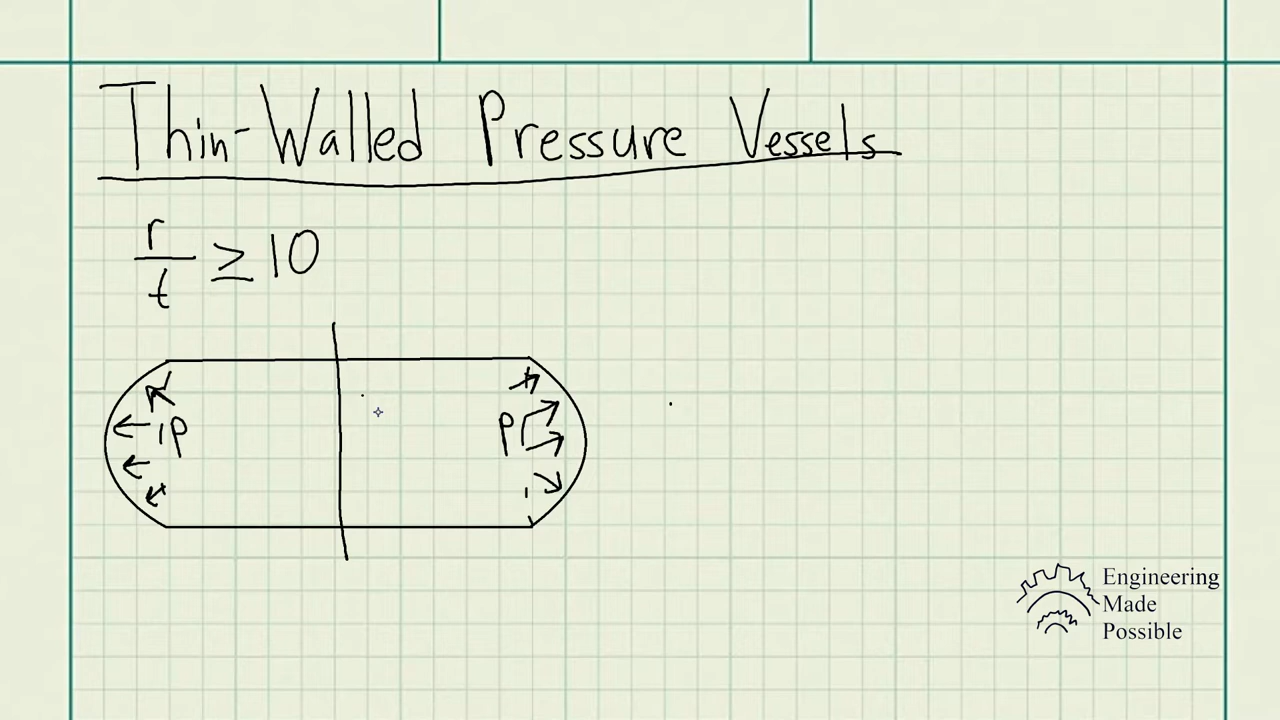 Thin-Walled Pressure Vessels
r/t ≥ 10
P P
Engineering
Made
Possible